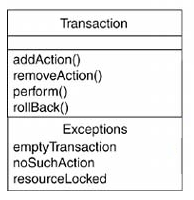 Transaction
addAction()
removeAction()
perform()
rollBack()
Exceptions
emptyTransaction
noSuchAction
resourceLocked